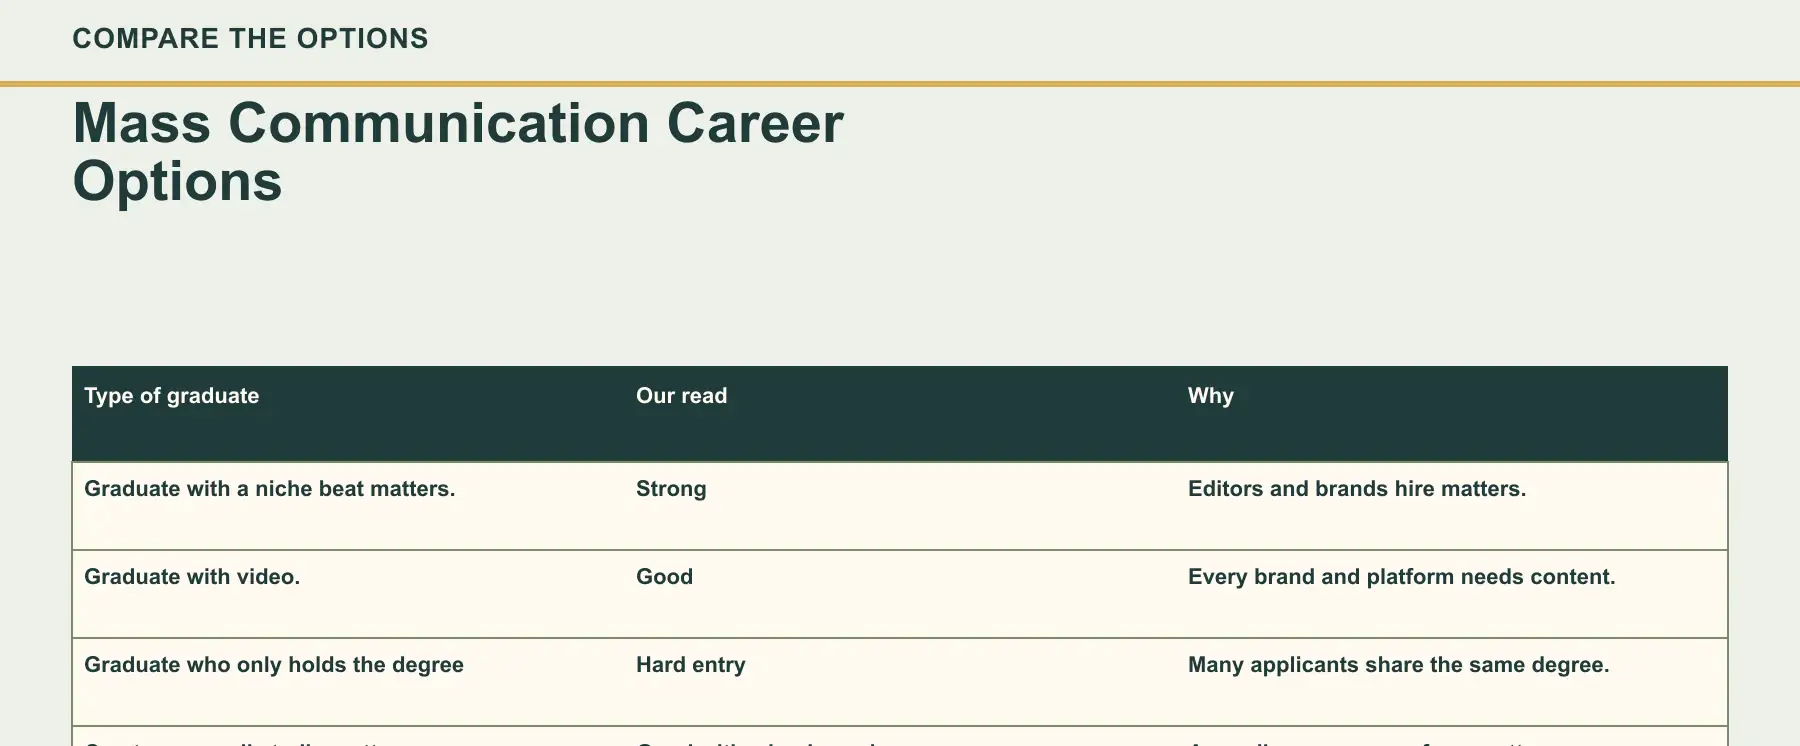 COMPARE THE OPTIONS
Mass Communication Career
Options
Type of graduate Our read Why
Graduate with a niche beat matters. Strong Editors and brands hire matters.
Graduate with video. Good Every brand and platform needs content.
Graduate who only holds the degree Hard entry Many applicants share the same degree.